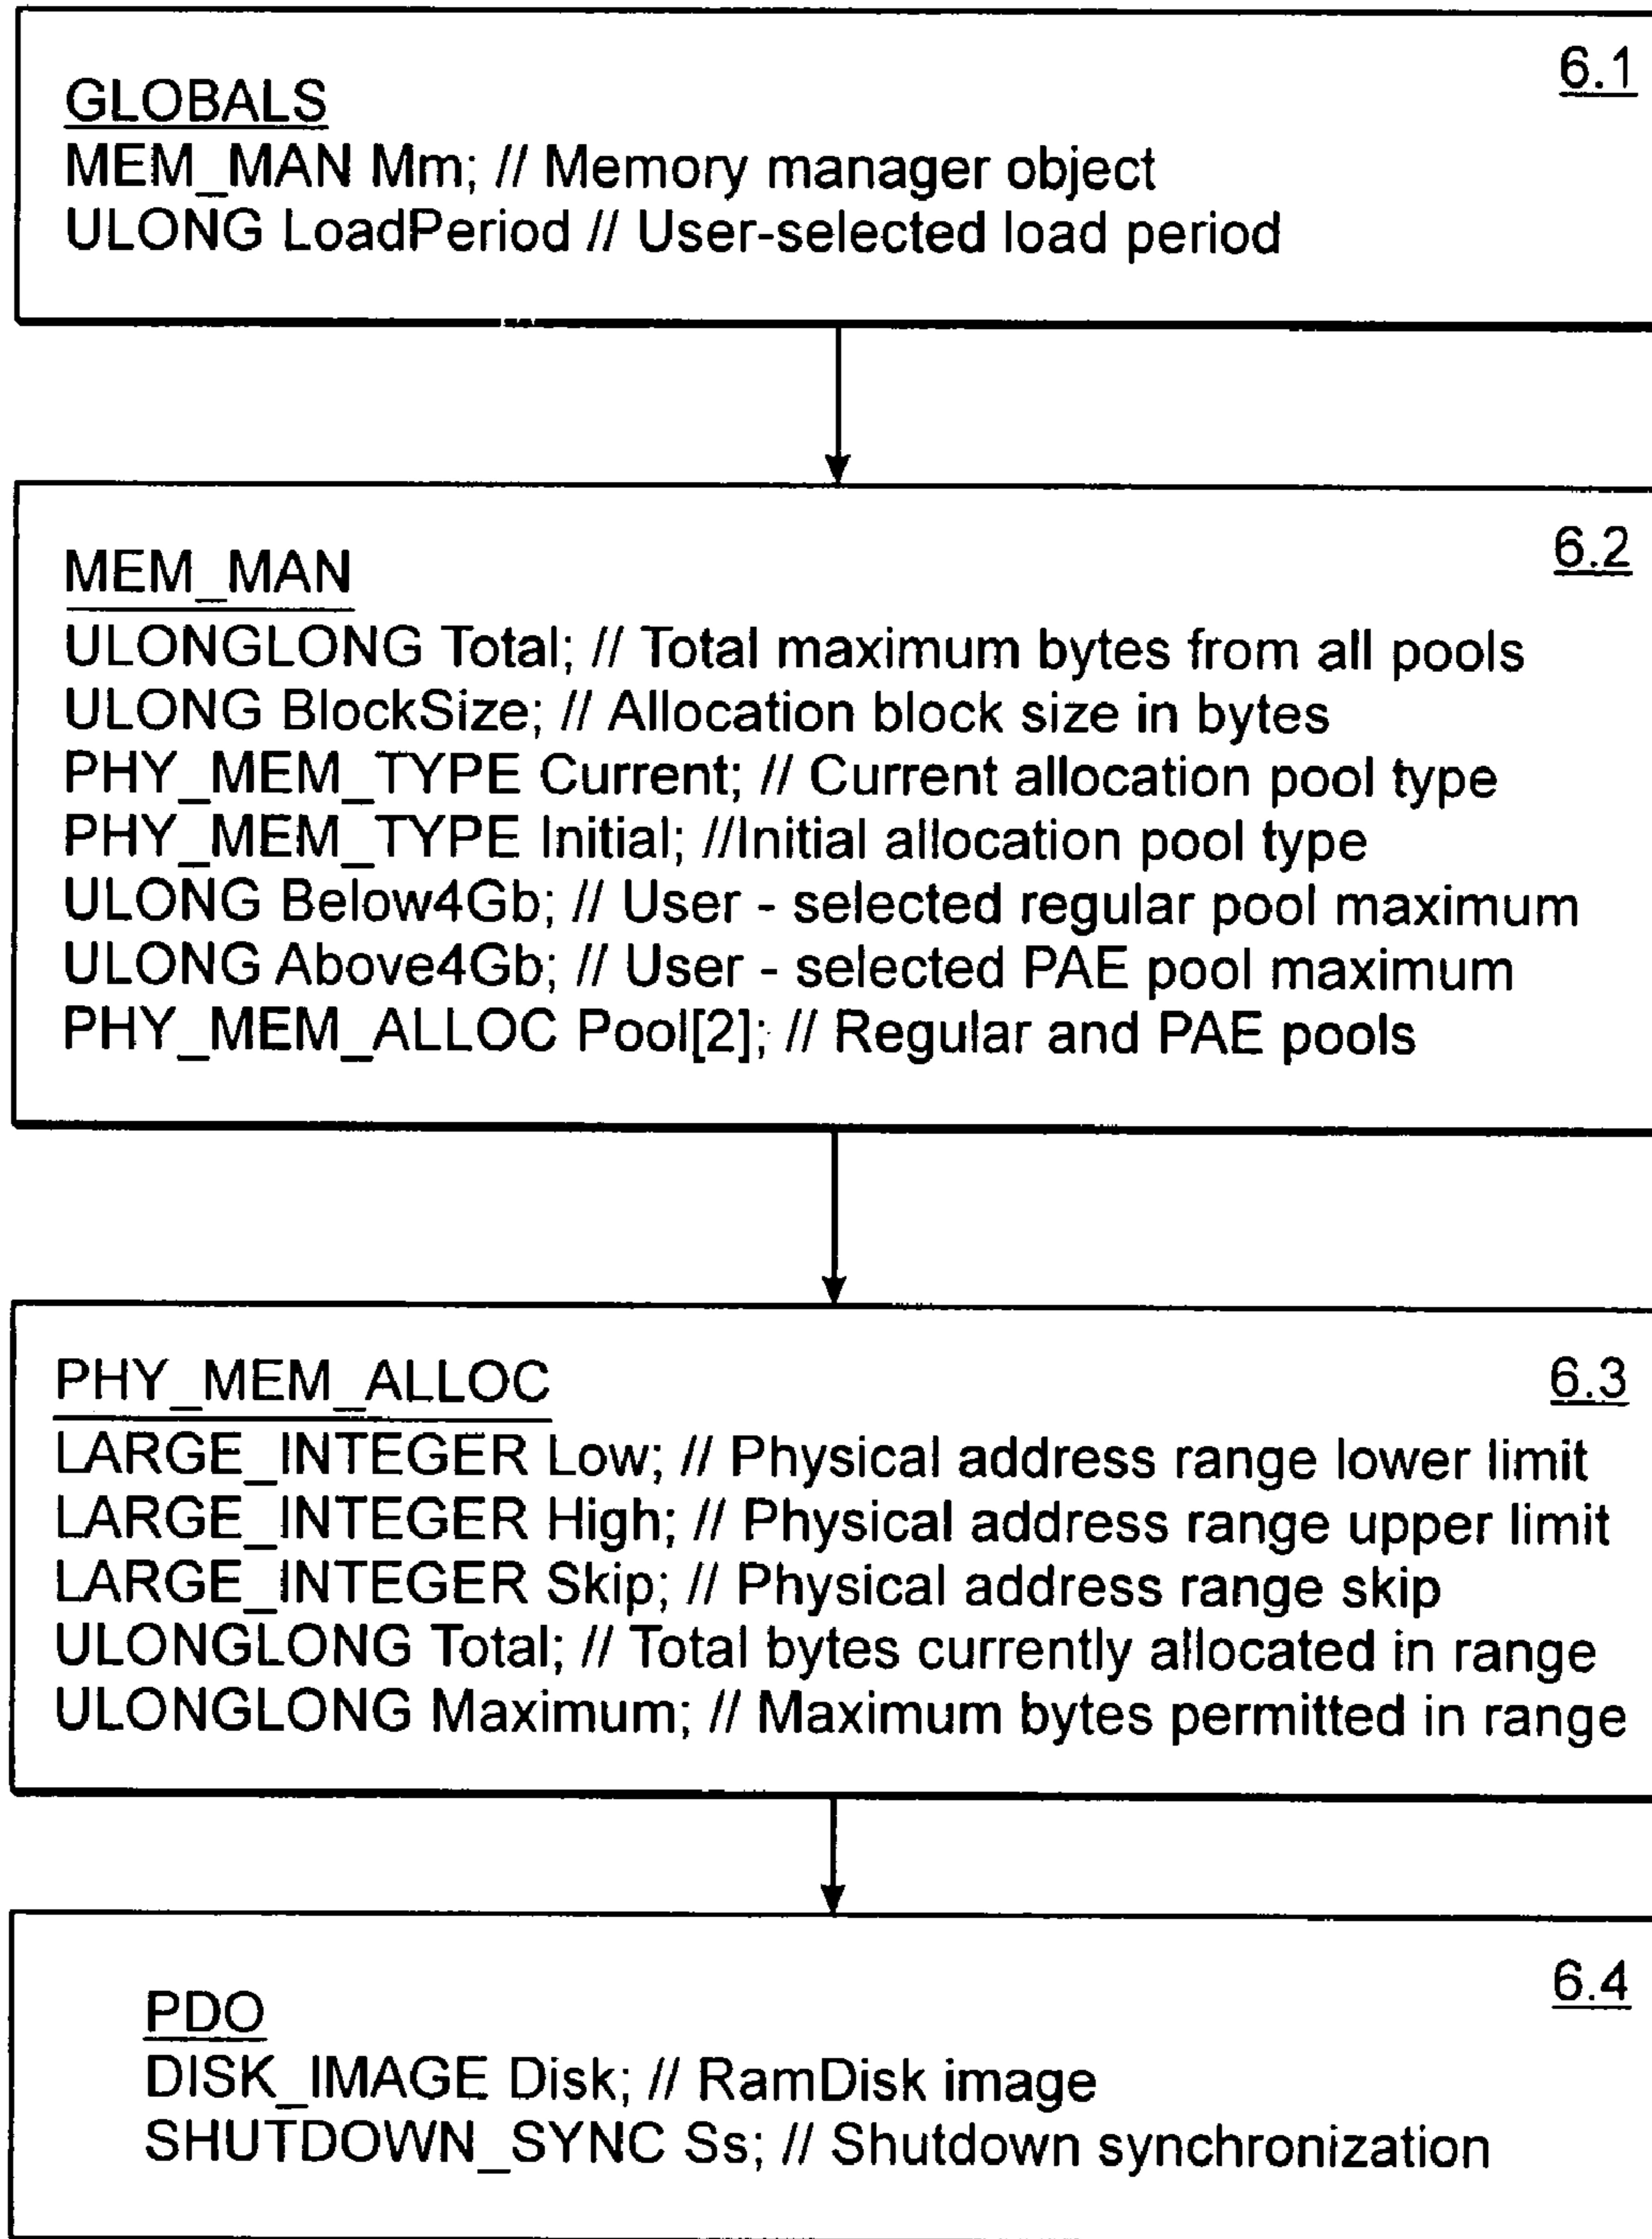 6.1
GLOBALS
MEM_MAN Mm; // Memory manager object
ULONG LoadPeriod // User-selected load period
6.2
MEM_MAN
ULONGLONG Total; // Total maximum bytes from all pools
ULONG BlockSize; // Allocation block size in bytes
PHY_MEM_TYPE Current; // Current allocation pool type
PHY_MEM_TYPE Initial; //Initial allocation pool type
ULONG Below4Gb; // User - selected regular pool maximum
ULONG Above4Gb; // User - selected PAE pool maximum
PHY_MEM_ALLOC Pool[2]; // Regular and PAE pools
6.3
PHY_MEM_ALLOC
LARGE_INTEGER Low; // Physical address range lower limit
LARGE_INTEGER High; // Physical address range upper limit
LARGE_INTEGER Skip; // Physical address range skip
ULONGLONG Total; // Total bytes currently allocated in range
ULONGLONG Maximum; // Maximum bytes permitted in range
6.4
PDO
DISK_IMAGE Disk; // RamDisk image
SHUTDOWN_SYNC Ss; // Shutdown synchronization